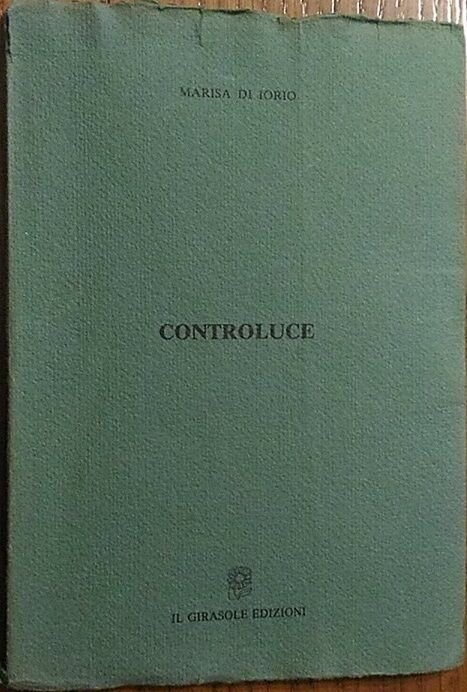 MARISA DI IORIO
CONTROLUCE
IL GIRASOLE EDIZIONI